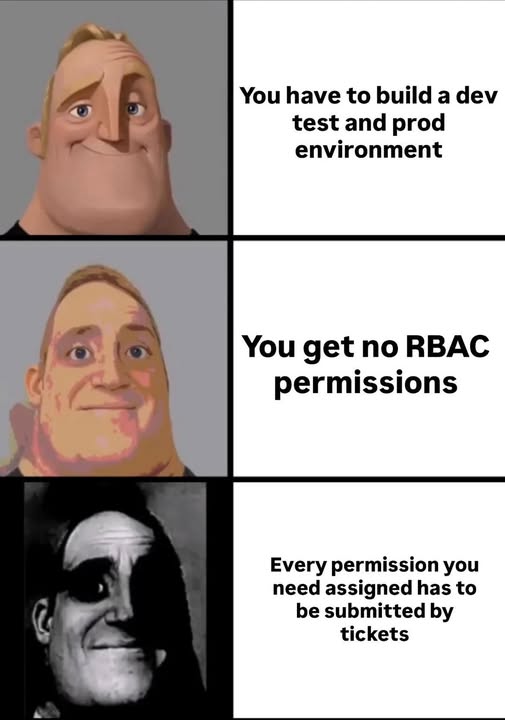 You have to build a dev
test and prod
environment
You get no RBAC
permissions
Every permission you
need assigned has to
be submitted by
tickets